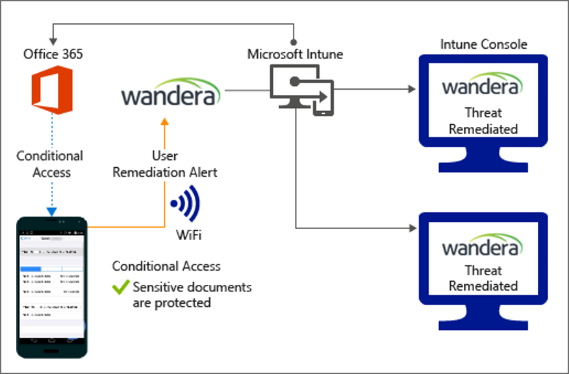 Office 365
Microsoft Intune
Intune Console
wandera
wandera
Threat
Remediated
Conditional
Access
User
Remediation Alert
WiFi
wandera
Threat
Remediated
Conditional Access
Sensitive documents
are protected